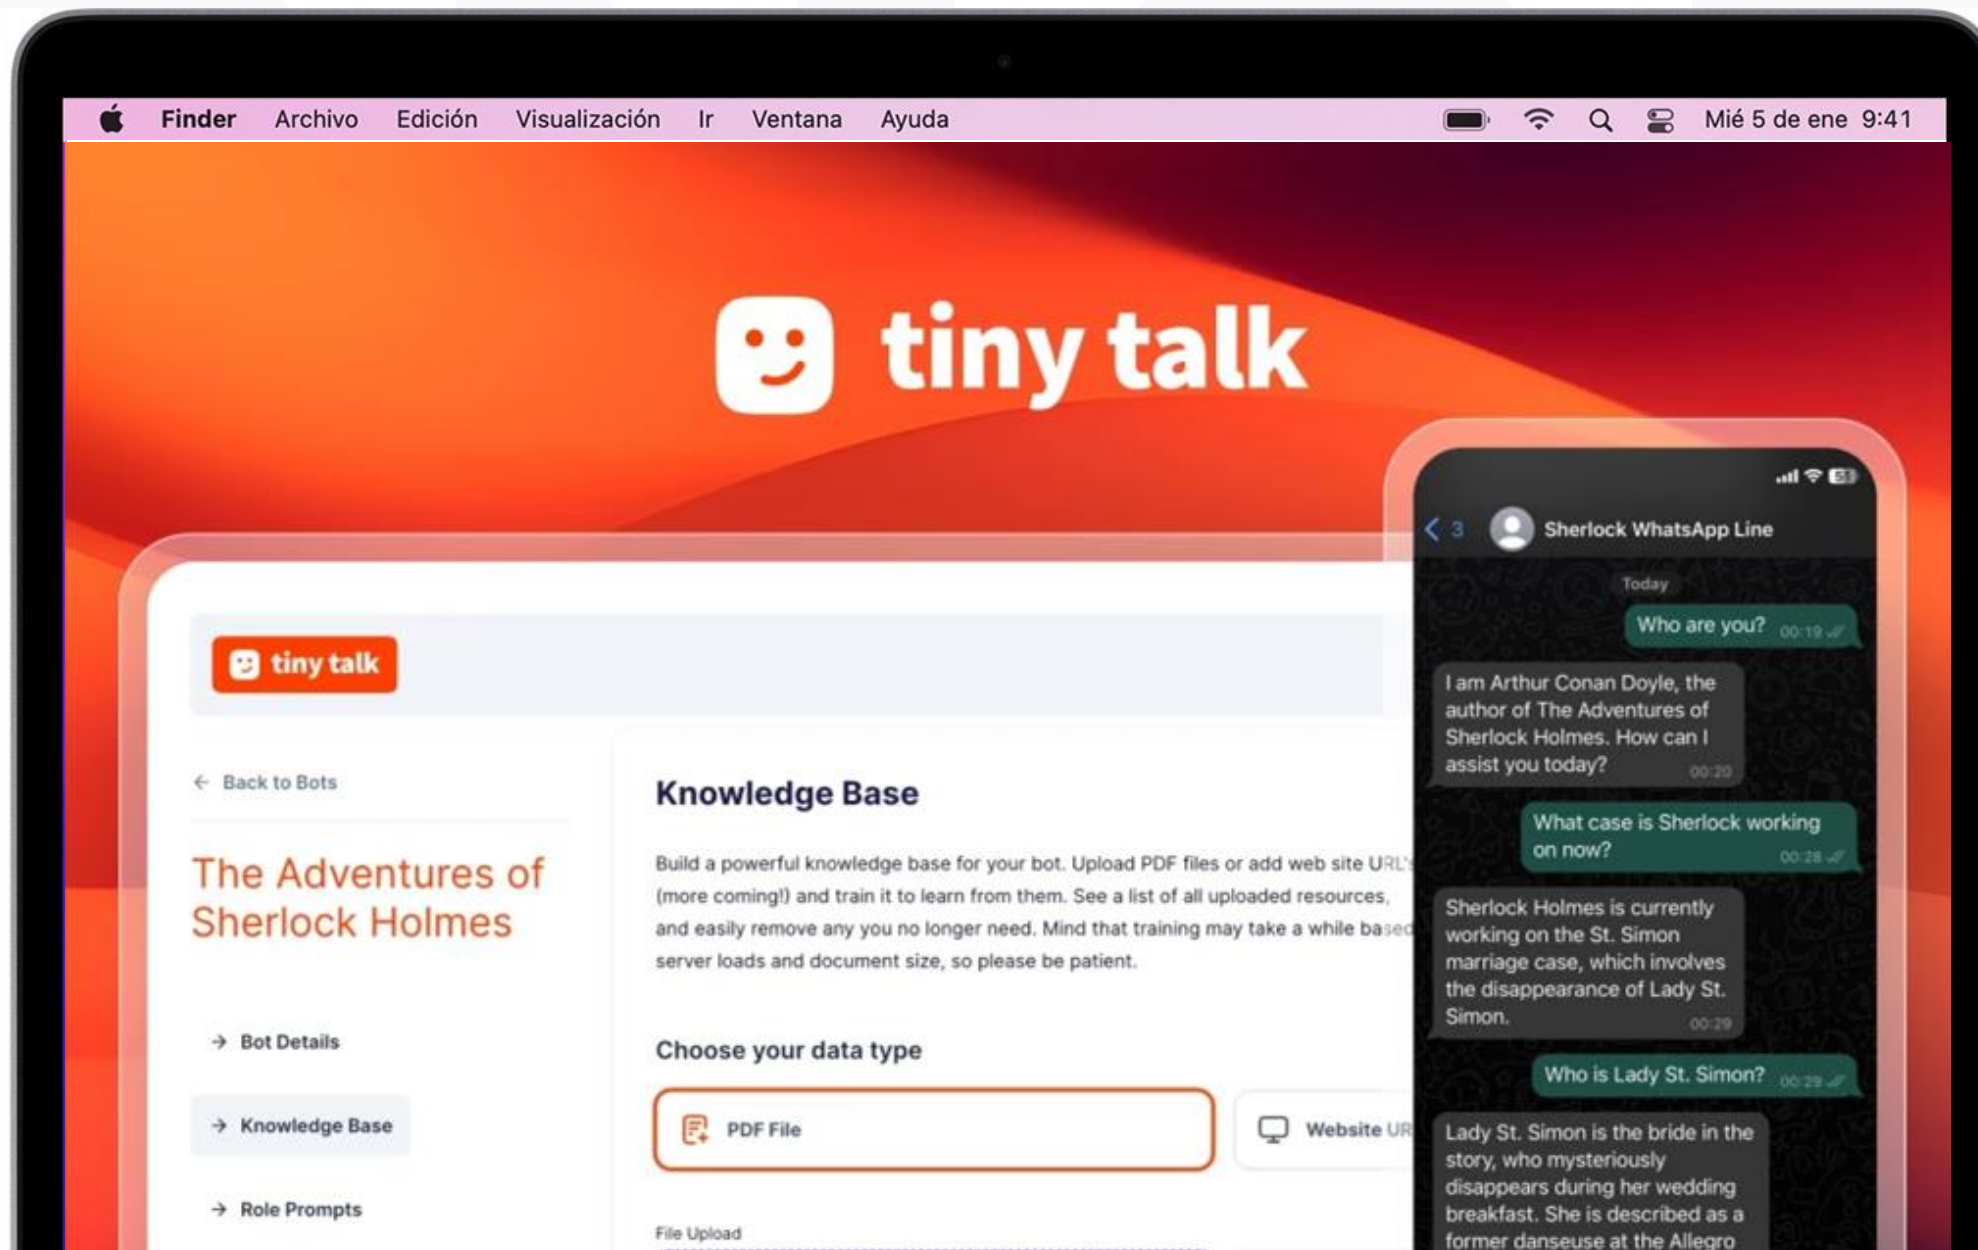 Finder Archivo Edición Visualización Ir Ventana Ayuda Mié 5 de ene 9:41
tiny talk
tiny talk
← Back to Bots
The Adventures of
Sherlock Holmes
→ Bot Details
→ Knowledge Base
→ Role Prompts
Knowledge Base
Build a powerful knowledge base for your bot. Upload PDF files or add web site URL's
(more coming!) and train it to learn from them. See a list of all uploaded resources,
and easily remove any you no longer need. Mind that training may take a while based
server loads and document size, so please be patient.
Choose your data type
PDF File
Website UR
File Upload
51
3 Sherlock WhatsApp Line
Today
Who are you? 00:19
I am Arthur Conan Doyle, the
author of The Adventures of
Sherlock Holmes. How can I
assist you today? 00:20
What case is Sherlock working
on now? 00:28
Sherlock Holmes is currently
working on the St. Simon
marriage case, which involves
the disappearance of Lady St.
Simon. 00:29
Who is Lady St. Simon? 00:29
Lady St. Simon is the bride in the
story, who mysteriously
disappears during her wedding
breakfast. She is described as a
former danseuse at the Allegro